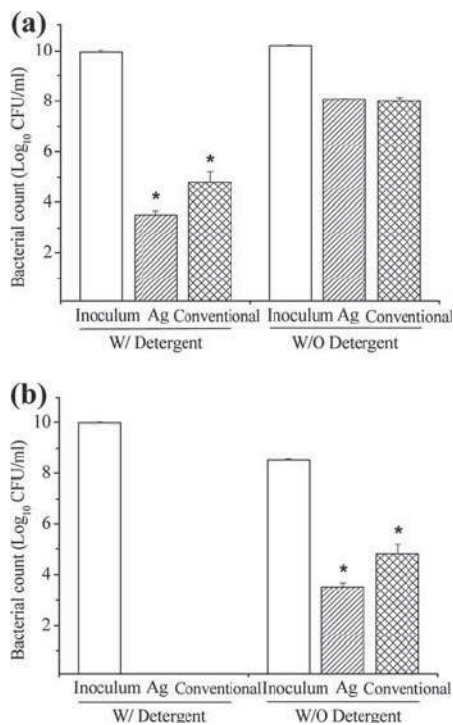 (a)
10
8
6
4
2
Bacterial count (Log₁₀ CFU/ml)
*
*
Inoculum Ag Conventional Inoculum Ag Conventional
W/ Detergent W/O Detergent
(b)
10
8
6
4
2
Bacterial count (Log₁₀ CFU/ml)
*
*
Inoculum Ag Conventional Inoculum Ag Conventional
W/ Detergent W/O Detergent